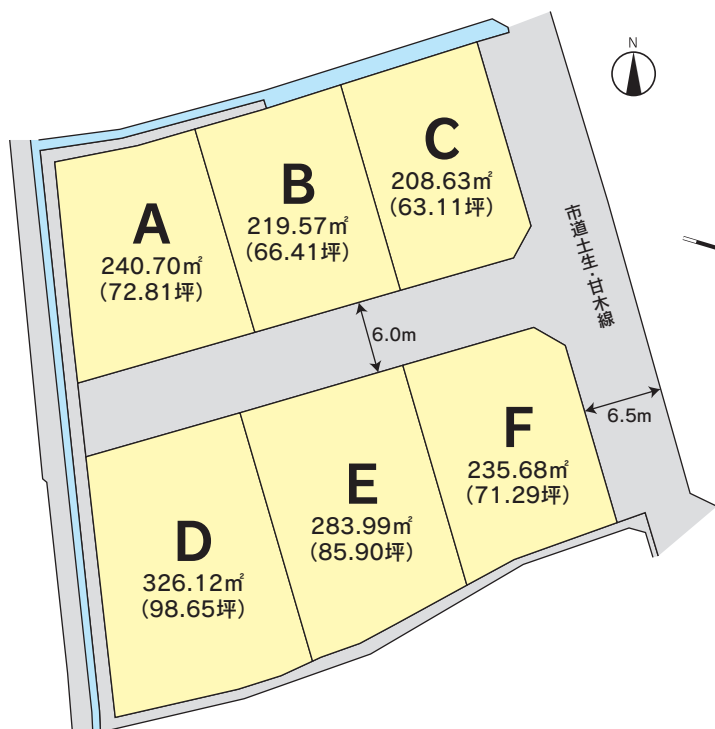 N
A
240.70㎡
（72.81坪）
B
219.57㎡
（66.41坪）
C
208.63㎡
（63.11坪）
市道土生・甘木線
6.0m
6.5m
D
326.12㎡
（98.65坪）
E
283.99㎡
（85.90坪）
F
235.68㎡
（71.29坪）